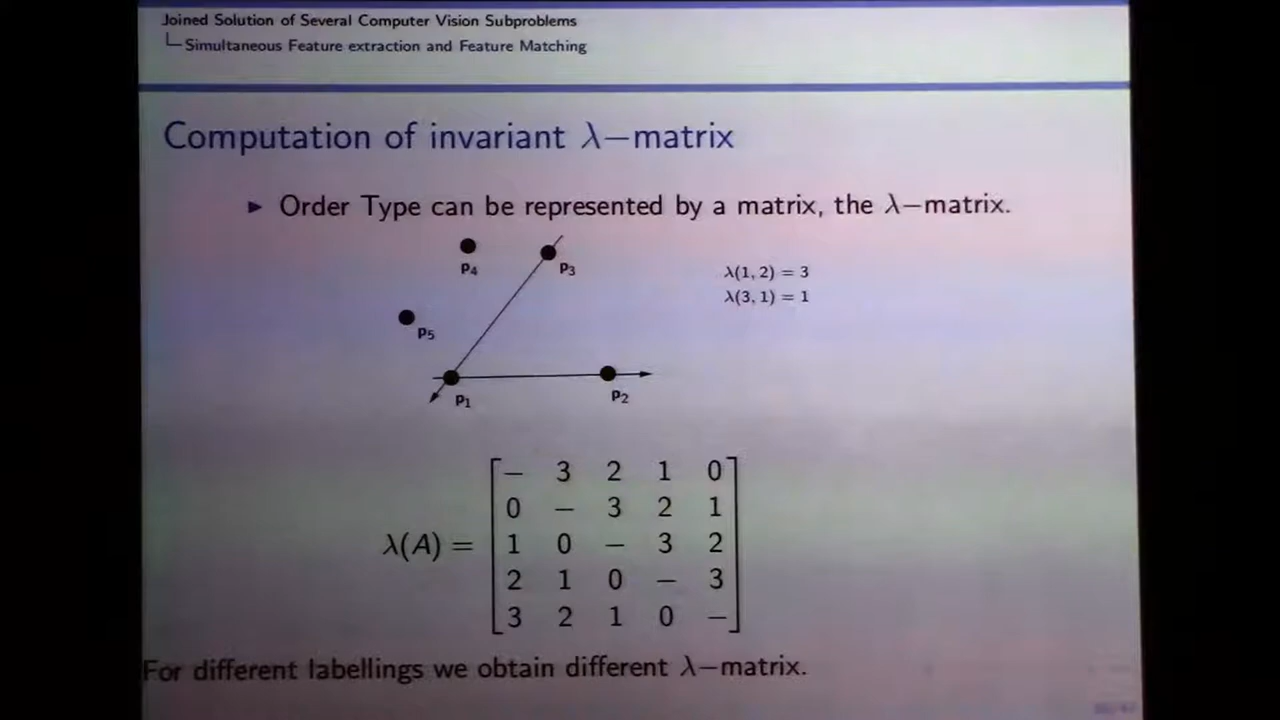 Joined Solution of Several Computer Vision Subproblems
Simultaneous Feature extraction and Feature Matching
Computation of invariant λ−matrix
Order Type can be represented by a matrix, the λ−matrix.
P4
P3
λ(1, 2) = 3
λ(3, 1) = 1
P5
P1
P2
λ(A) =
− 3 2 1 0
0 − 3 2 1
1 0 − 3 2
2 1 0 − 3
3 2 1 0 −
For different labellings we obtain different λ−matrix.